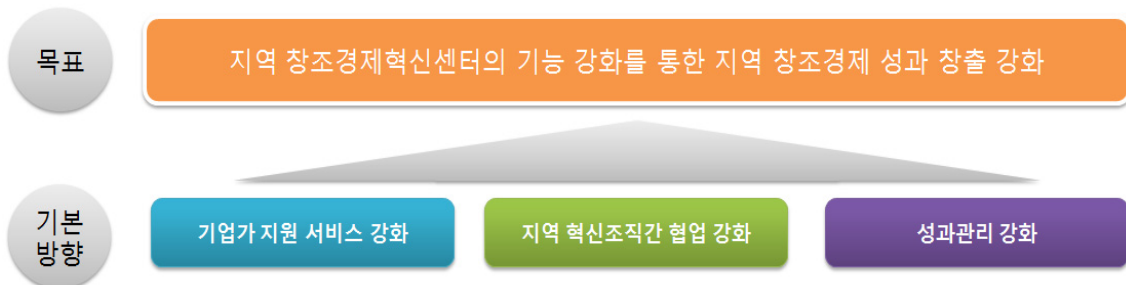 목표
지역 창조경제혁신센터의 기능 강화를 통한 지역 창조경제 성과 창출 강화
기본
방향
기업가 지원 서비스 강화
지역 혁신조직간 협업 강화
성과관리 강화